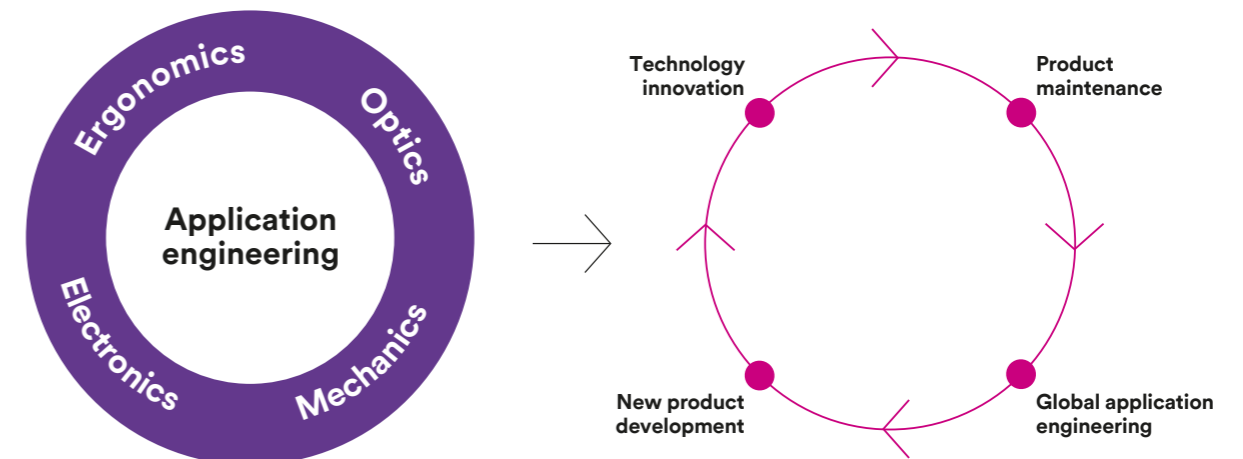 Ergonomics
Optics
Application
engineering
Electronics
Mechanics
Technology
innovation
Product
maintenance
New product
development
Global application
engineering